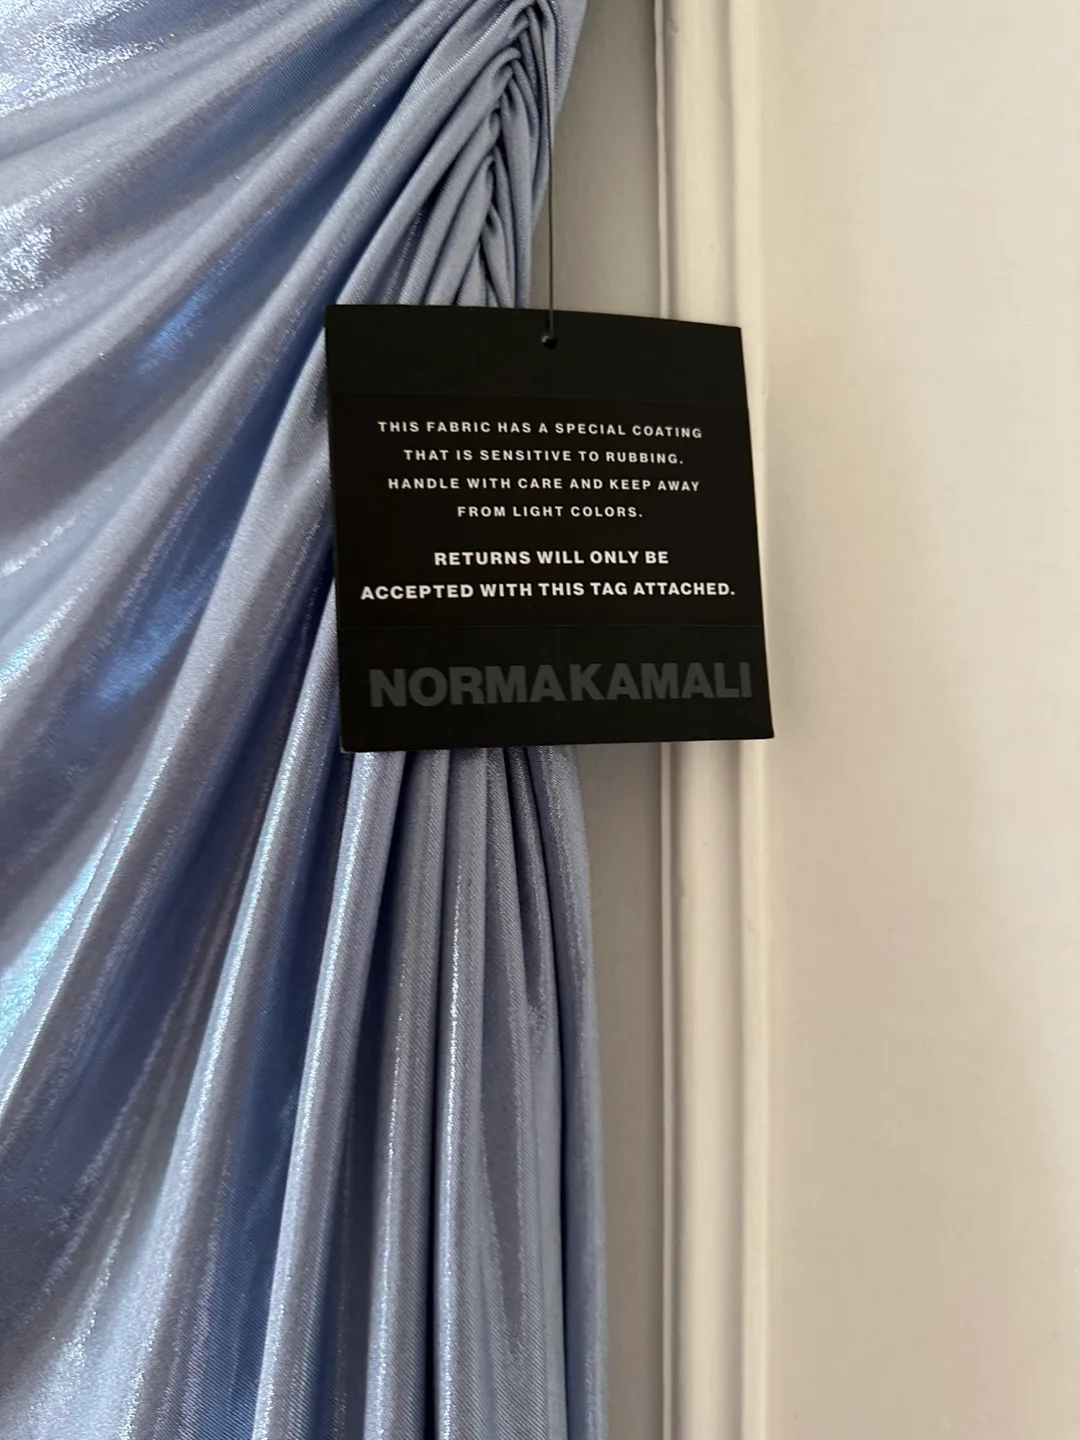 THIS FABRIC HAS A SPECIAL COATING
THAT IS SENSITIVE TO RUBBING.
HANDLE WITH CARE AND KEEP AWAY
FROM LIGHT COLORS.
RETURNS WILL ONLY BE
ACCEPTED WITH THIS TAG ATTACHED.
NORMAKAMALI